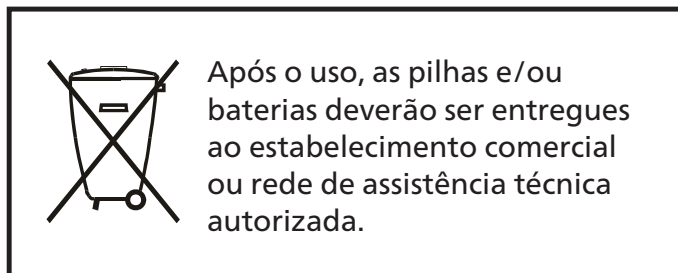 Após o uso, as pilhas e/ou
baterias deverão ser entregues
ao estabelecimento comercial
ou rede de assistência técnica
autorizada.